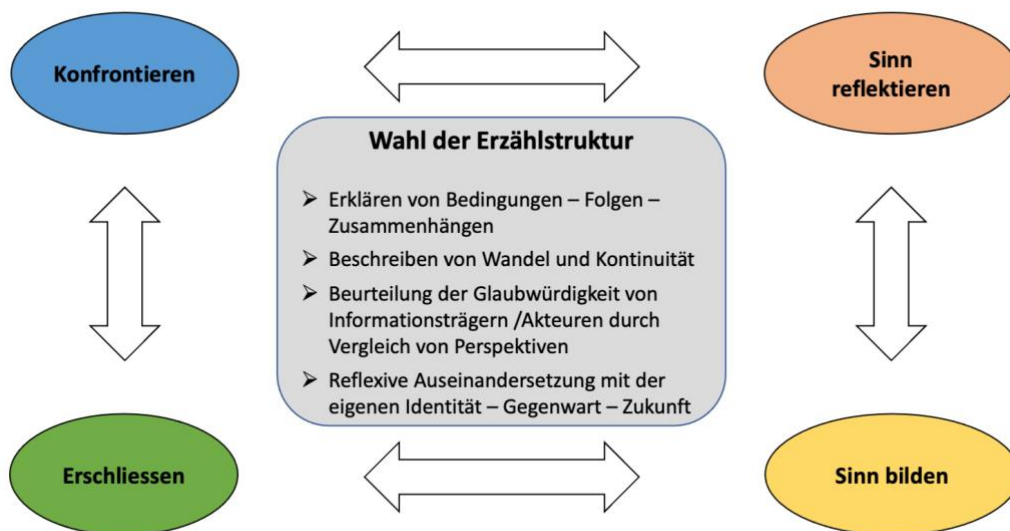 Konfrontieren
Sinn
reflektieren
Wahl der Erzählstruktur
➢ Erklären von Bedingungen – Folgen –
Zusammenhängen
➢ Beschreiben von Wandel und Kontinuität
➢ Beurteilung der Glaubwürdigkeit von
Informationsträgern /Akteuren durch
Vergleich von Perspektiven
➢ Reflexive Auseinandersetzung mit der
eigenen Identität – Gegenwart – Zukunft
Erschliessen
Sinn bilden